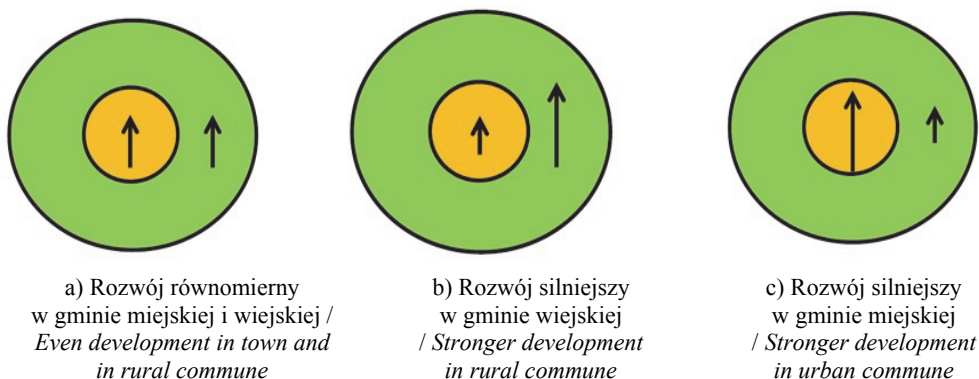 a) Rozwój równomierny
w gminie miejskiej i wiejskiej /
Even development in town and
in rural commune
b) Rozwój silniejszy
w gminie wiejskiej
/ Stronger development
in rural commune
c) Rozwój silniejszy
w gminie miejskiej
/ Stronger development
in urban commune